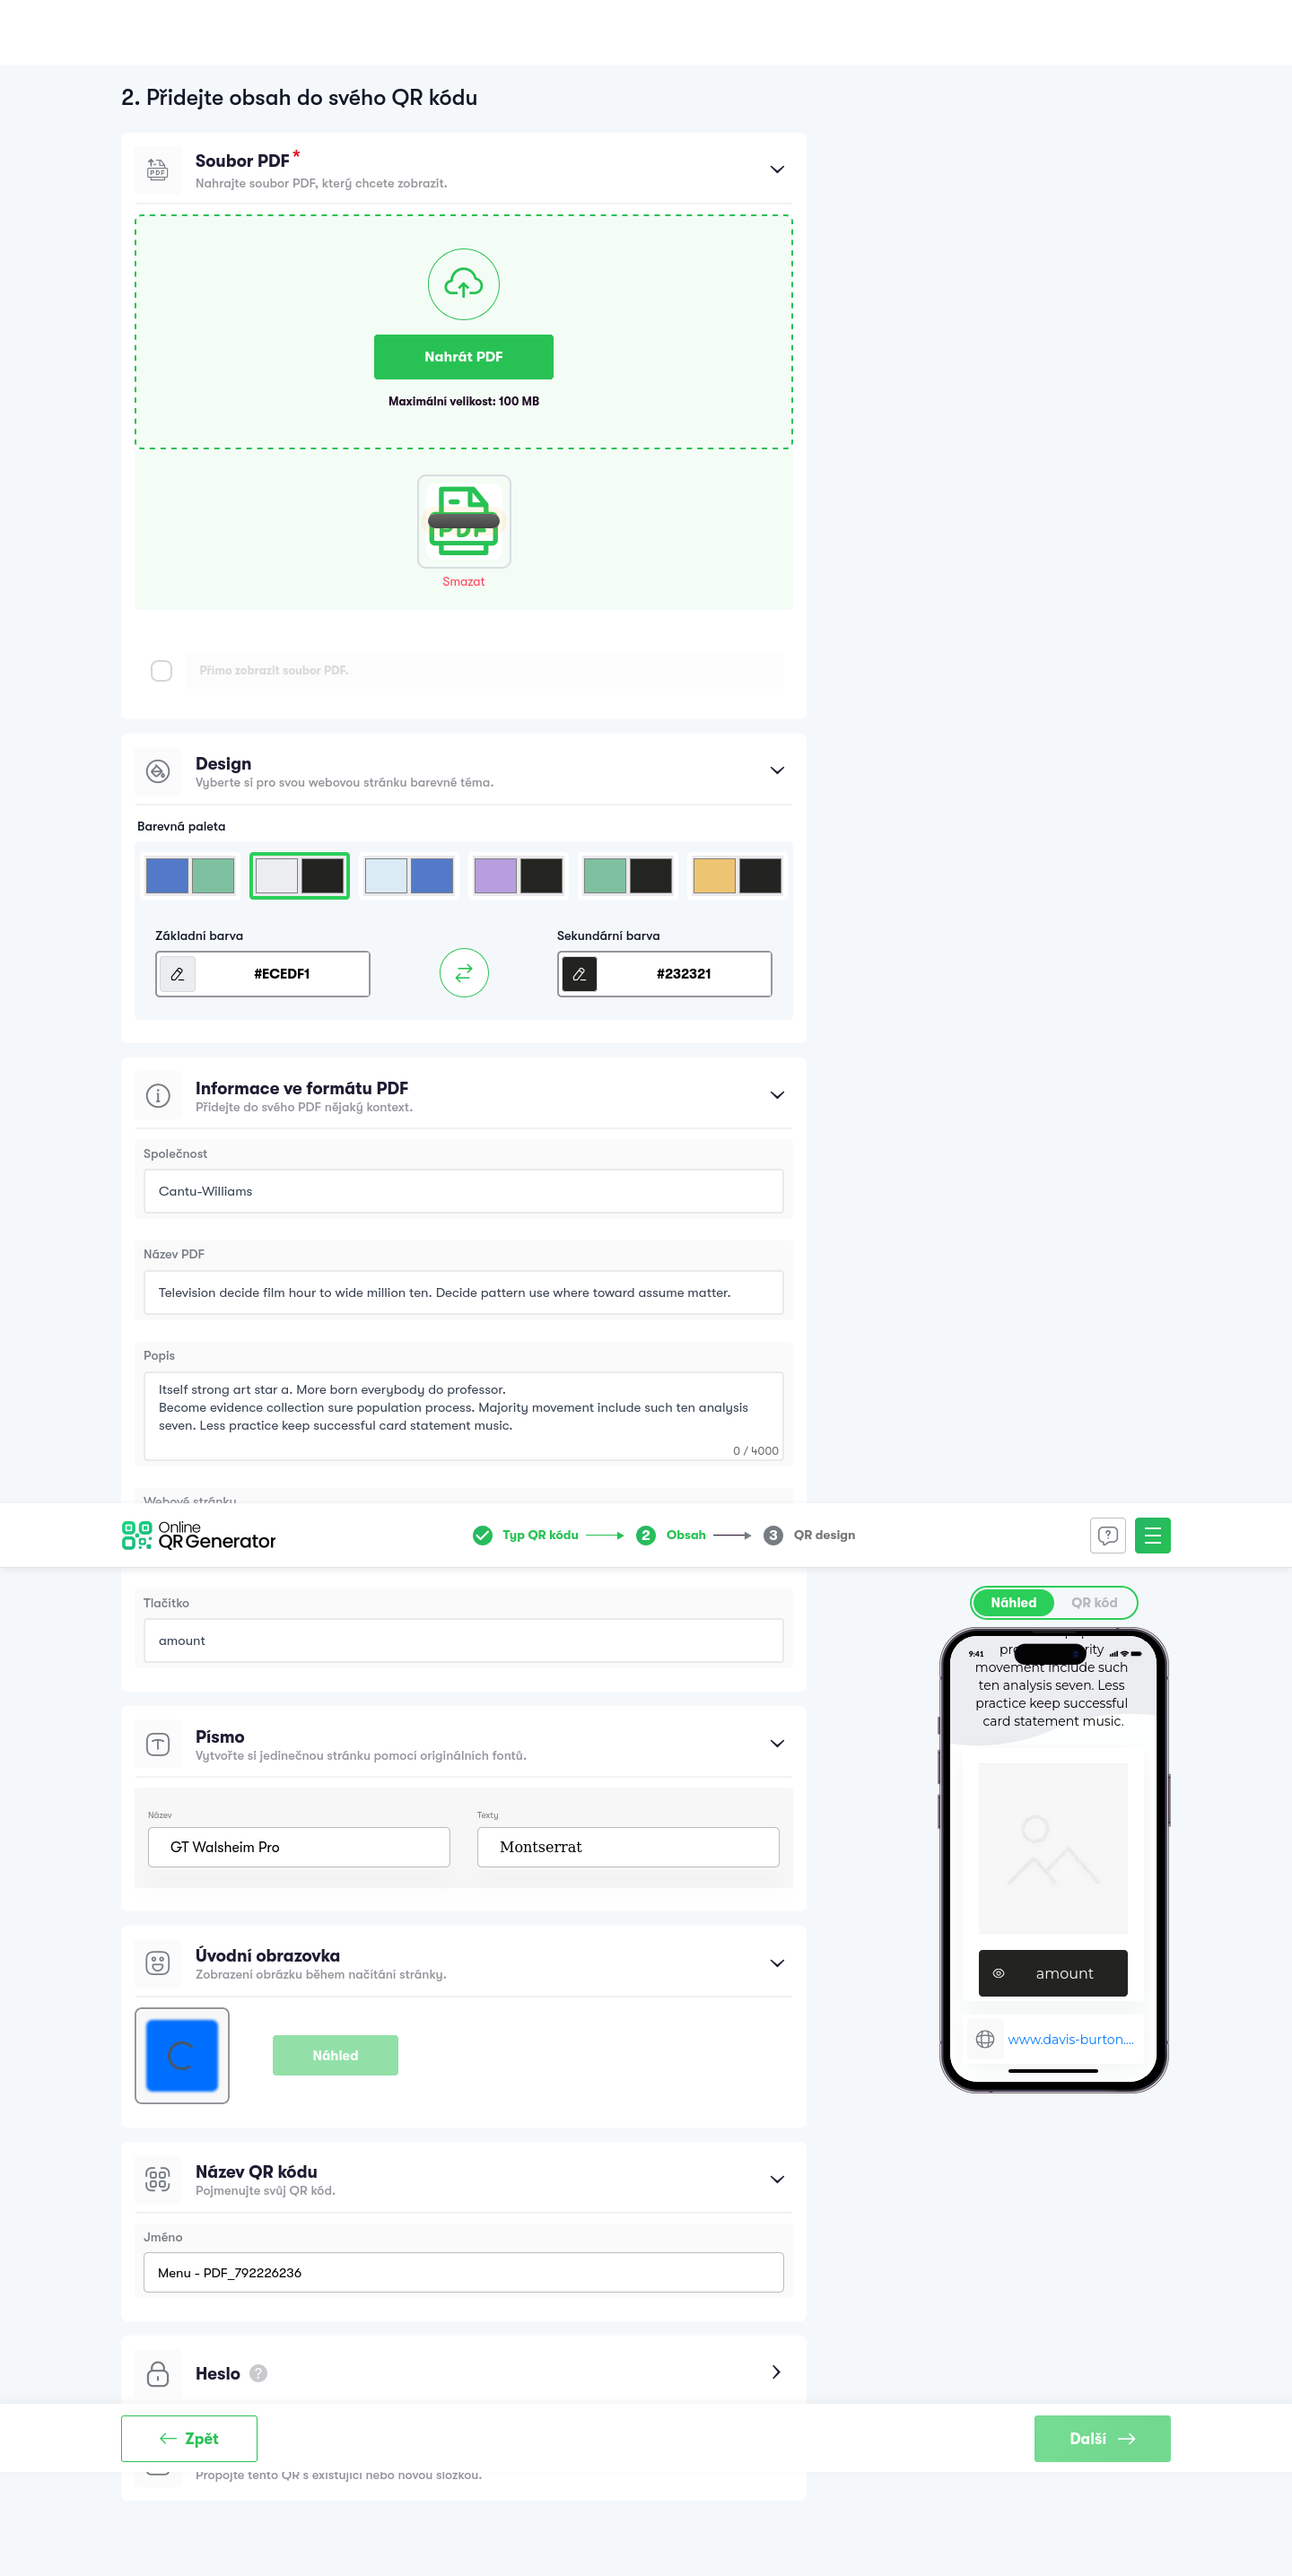 2. Přidejte obsah do svého QR kódu
Soubor PDF *
Nahrajte soubor PDF, který chcete zobrazit.
Nahrát PDF
Maximální velikost: 100 MB
PDF
Smazat
Přímo zobrazit soubor PDF.
Design
Vyberte si pro svou webovou stránku barevné téma.
Barevná paleta
Základní barva
Sekundární barva
#ECEDF1
#232321
Informace ve formátu PDF
Přidejte do svého PDF nějaký kontext.
Společnost
Cantu-Williams
Název PDF
Television decide film hour to wide million ten. Decide pattern use where toward assume matter.
Popis
Itself strong art star a. More born everybody do professor.
Become evidence collection sure population process. Majority movement include such ten analysis
seven. Less practice keep successful card statement music.
0 / 4000
Webové stránky
Online
QR Generator
Typ QR kódu
2 Obsah
3 QR design
Tlačítko
amount
Náhled
QR kód
9:41
movement include such
ten analysis seven. Less
practice keep successful
card statement music.
amount
www.davis-burton....
Písmo
Vytvořte si jedinečnou stránku pomocí originálních fontů.
Název
Texty
GT Walsheim Pro
Montserrat
Úvodní obrazovka
Zobrazení obrázku během načítání stránky.
Náhled
Název QR kódu
Pojmenujte svůj QR kód.
Jméno
Menu - PDF_792226236
Heslo ?
Zpět
Další
Propojte tento QR s existující nebo novou složkou.